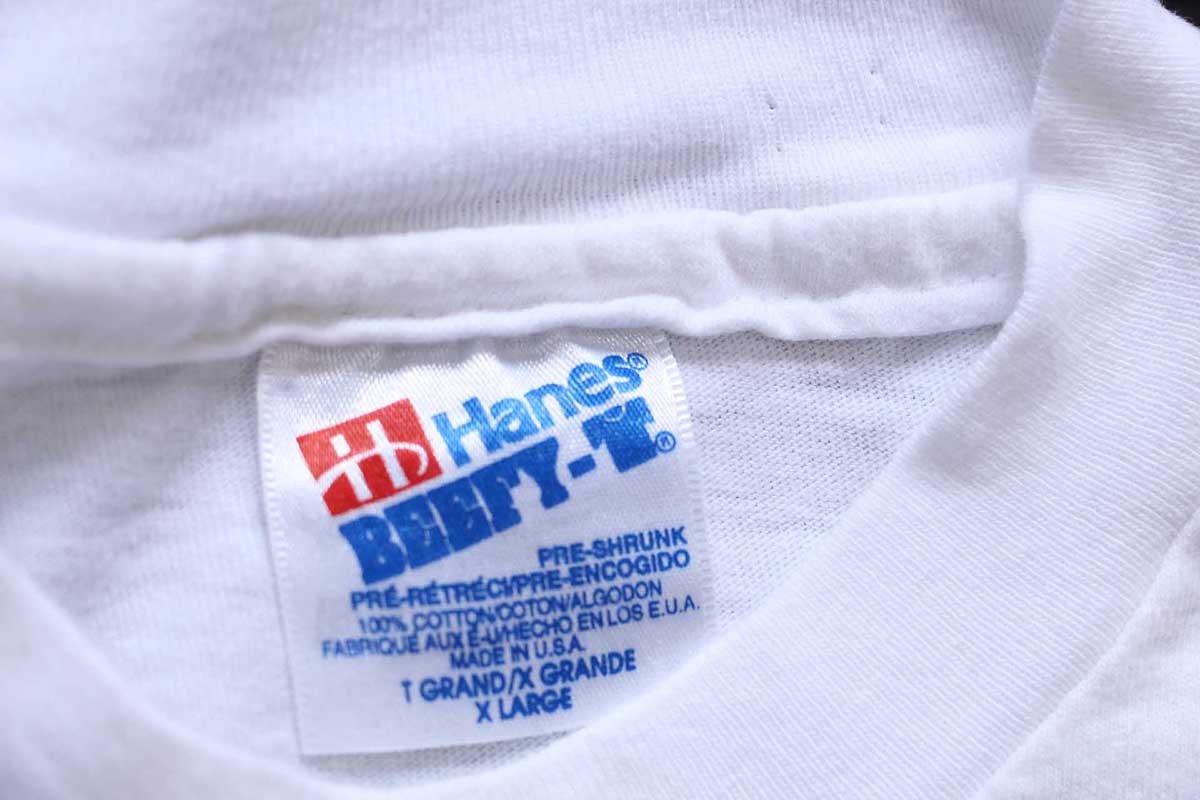 Hanes®
BEEFY-T®
PRE-SHRUNK
PRÉ-RÉTRÉCI/PRE-ENCOGIDO
100% COTTON/COTON/ALGODON
FABRIQUE AUX É-U/HECHO EN LOS E.U.A.
MADE IN U.S.A.
T GRAND/X GRANDE
X LARGE